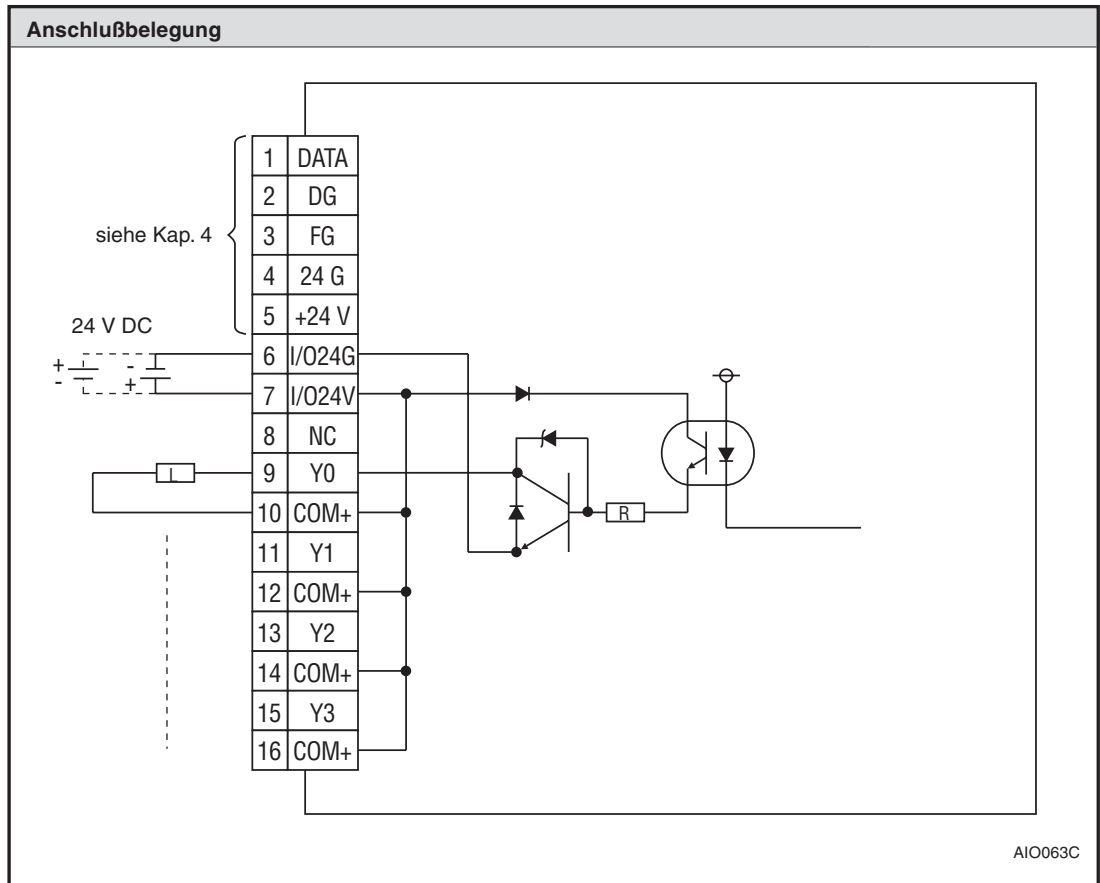 Anschlußbelegung
1 DATA
2 DG
siehe Kap. 4
3 FG
4 24 G
5 +24 V
24 V DC
6 I/O24G
+ - - +
7 I/O24V
8 NC
L
9 Y0
10 COM+
R
11 Y1
12 COM+
13 Y2
14 COM+
15 Y3
16 COM+
AIO063C